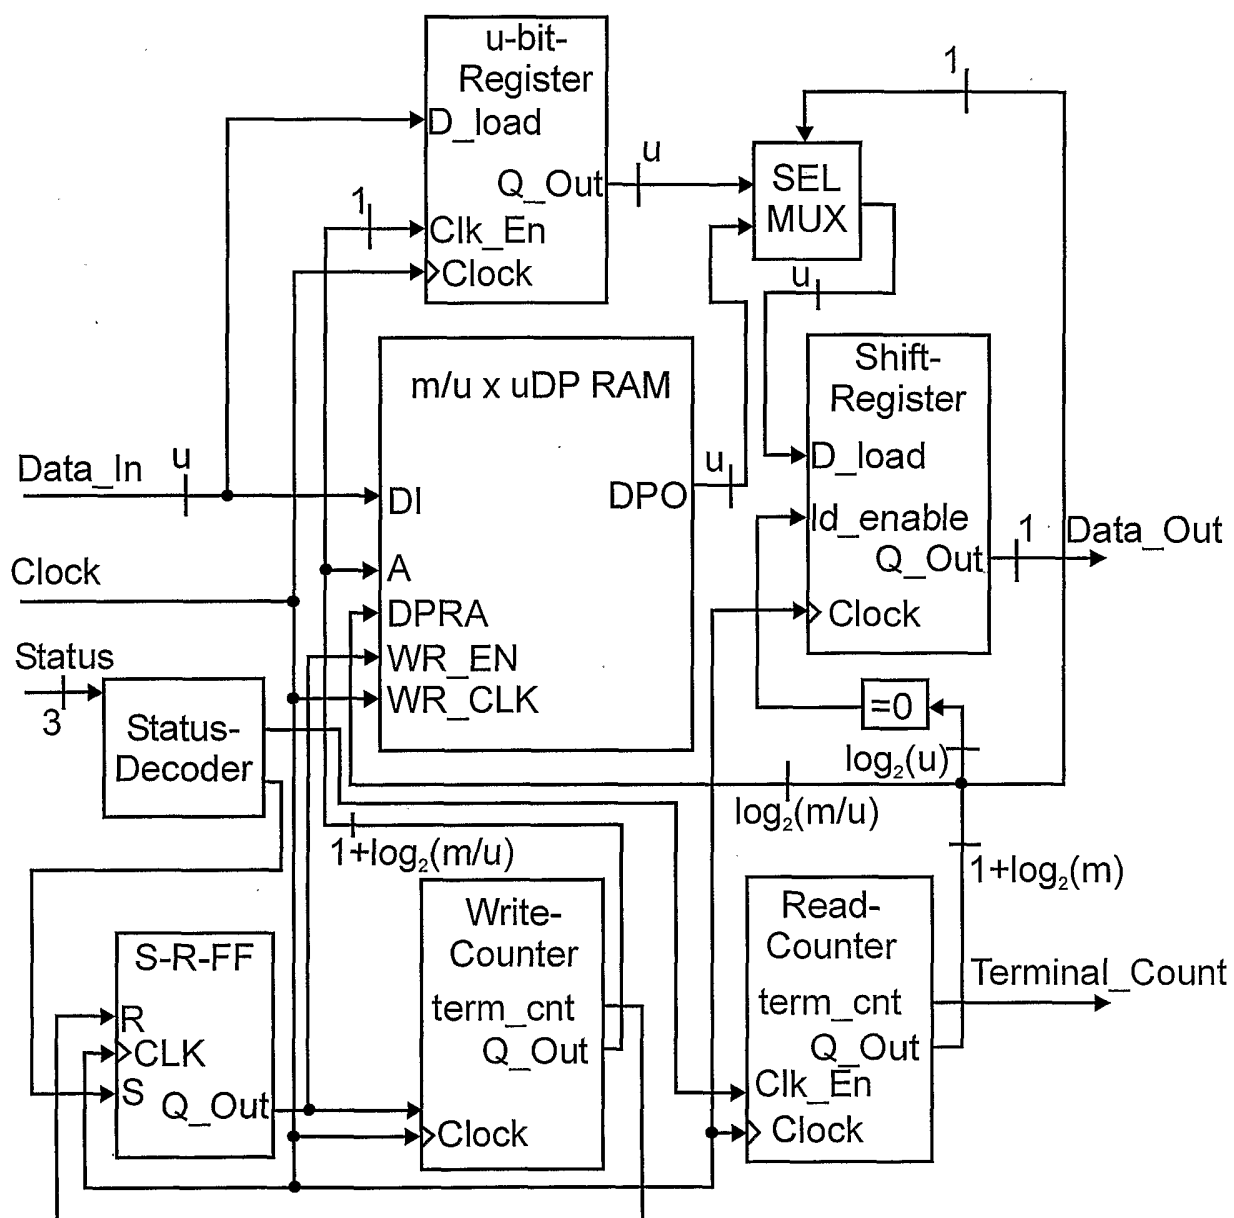 u-bit-
Register
D_load
Q_Out
Clk_En
Clock
1
u
1
SEL
MUX
u
m/u x uDP RAM
DI
DPO
A
DPRA
WR_EN
WR_CLK
u
Shift-
Register
D_load
ld_enable
Q_Out
Clock
1
Data_Out
Data_In
u
Clock
Status
3
Status-
Decoder
=0
log₂(u)
log₂(m/u)
1+log₂(m/u)
1+log₂(m)
S-R-FF
R
CLK
S
Q_Out
Write-
Counter
term_cnt
Q_Out
Clock
Read-
Counter
term_cnt
Q_Out
Clk_En
Clock
Terminal_Count